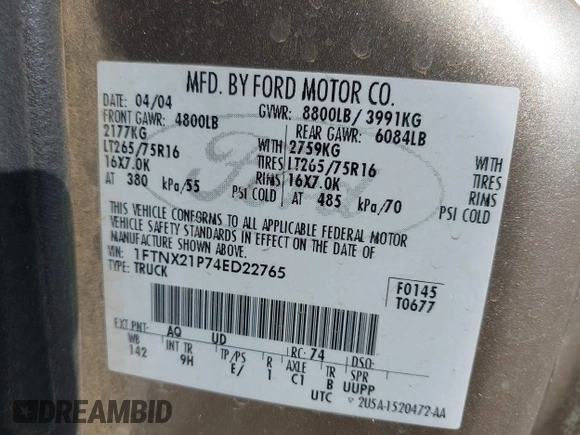 MFD. BY FORD MOTOR CO.
DATE: 04/04 GVWR: 8800LB/ 3991KG
FRONT GAWR: 4800LB REAR GAWR: 6084LB
2177KG WITH 2759KG WITH
LT265/75R16 TIRES LT265/75R16 TIRES
16X7.0K RIMS 16X7.0K RIMS
AT 380 kPa/55 PSI COLD AT 485 kPa/70 PSI COLD
THIS VEHICLE CONFORMS TO ALL APPLICABLE FEDERAL MOTOR
VEHICLE SAFETY STANDARDS IN EFFECT ON THE DATE OF
MANUFACTURE SHOWN ABOVE.
VIN: 1FTNX21P74ED22765
TYPE: TRUCK
F0145
T0677
EXT PNT: AQ UD RC: 74 DSO:
WB INT TR TP/PS R AXLE TR SPR
142 9H E/ 1 C1 B UUPP
UTC
▽ 2U5A-1520472-AA
Ford
DREAMBID